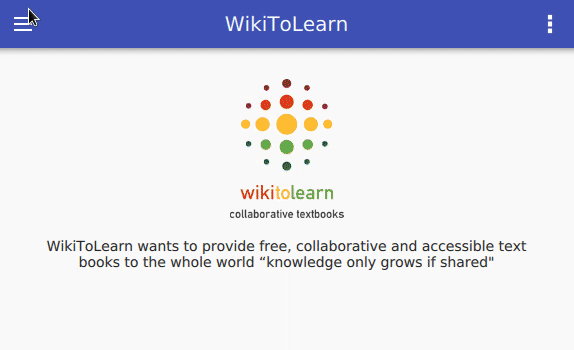 WikiToLearn
wikitolearn
collaborative textbooks
WikiToLearn wants to provide free, collaborative and accessible text
books to the whole world “knowledge only grows if shared"